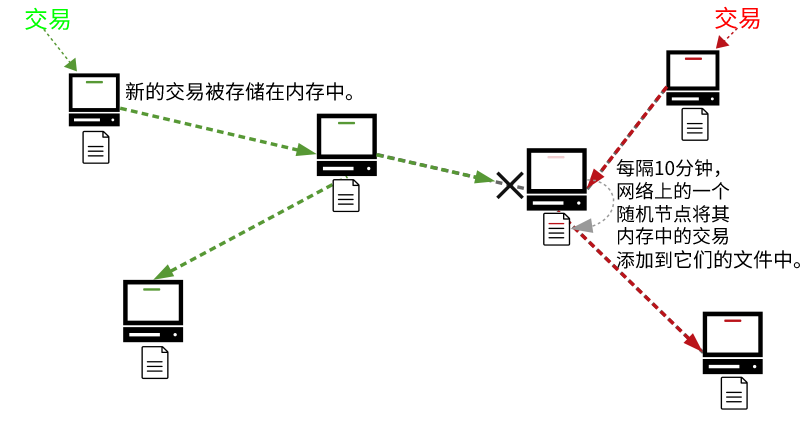 交易
交易
新的交易被存储在内存中。
每隔10分钟，
网络上的一个
随机节点将其
内存中的交易
添加到它们的文件中。